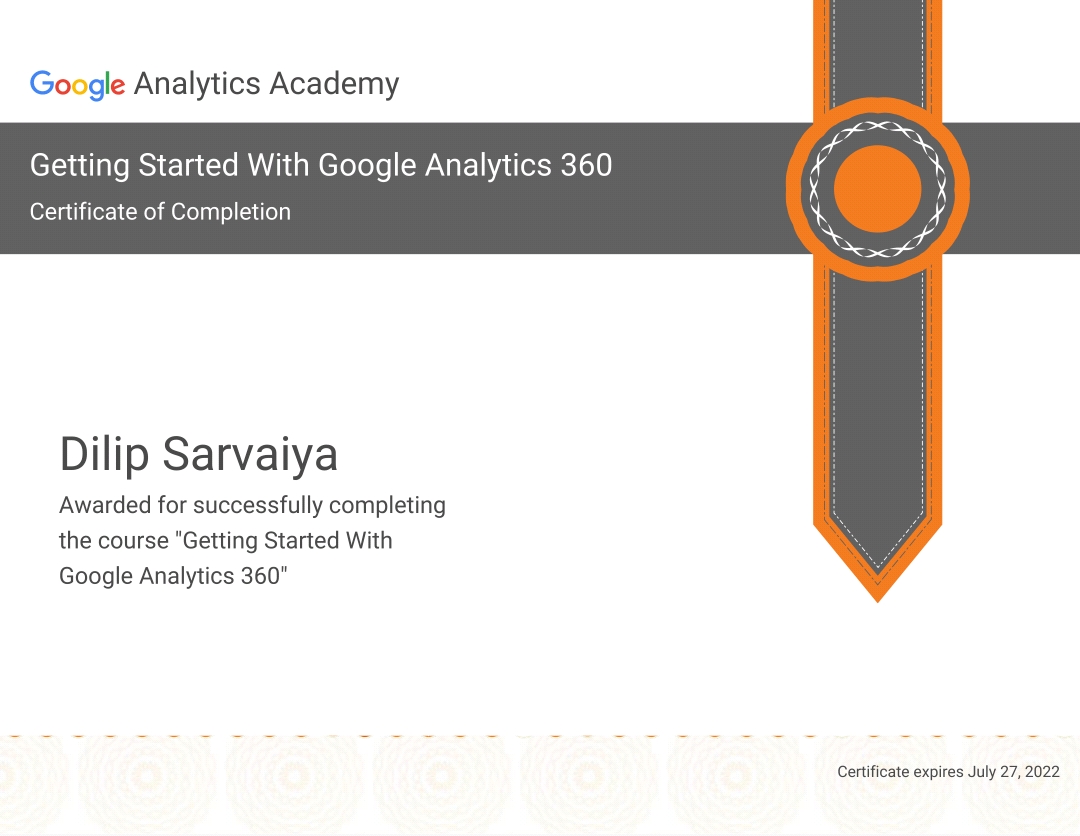 Google Analytics Academy
Getting Started With Google Analytics 360
Certificate of Completion
Dilip Sarvaiya
Awarded for successfully completing
the course "Getting Started With
Google Analytics 360"
Certificate expires July 27, 2022